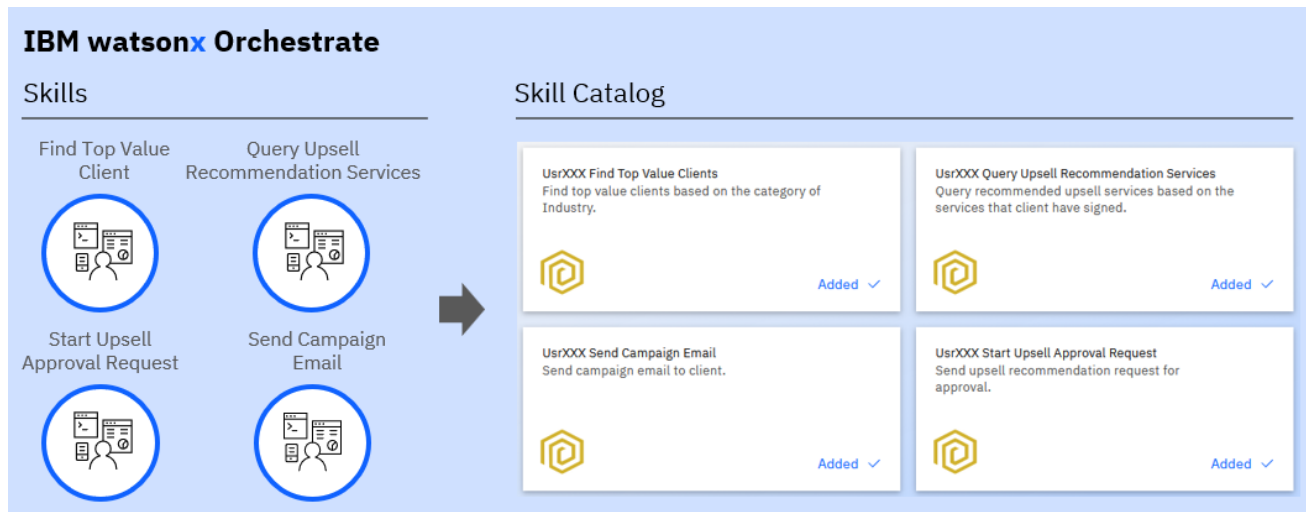 IBM watsonx Orchestrate
Skills
Find Top Value
Client
Query Upsell
Recommendation Services
Start Upsell
Approval Request
Send Campaign
Email
Skill Catalog
UsrXXX Find Top Value Clients
Find top value clients based on the category of
Industry.
Added
UsrXXX Query Upsell Recommendation Services
Query recommended upsell services based on the
services that client have signed.
Added
UsrXXX Send Campaign Email
Send campaign email to client.
Added
UsrXXX Start Upsell Approval Request
Send upsell recommendation request for
approval.
Added